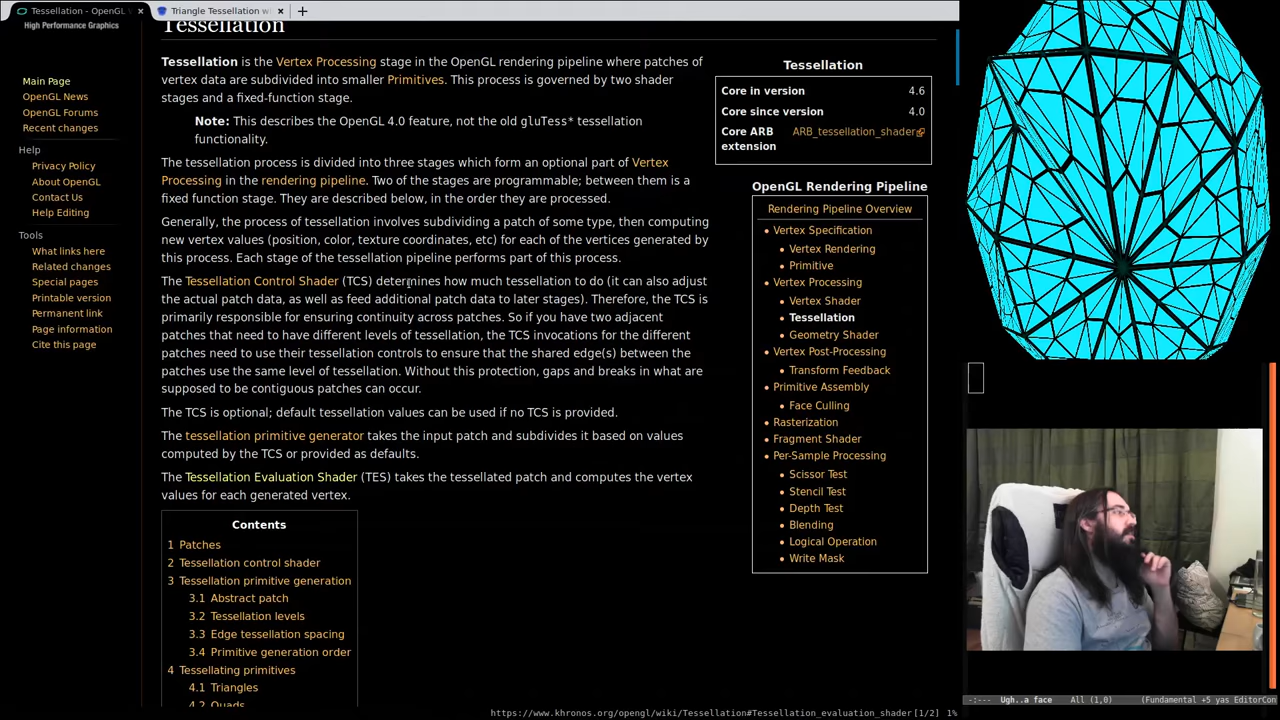 Tessellation - OpenGL
Triangle Tessellation wi
High Performance Graphics
Main Page
OpenGL News
OpenGL Forums
Recent changes
Help
Privacy Policy
About OpenGL
Contact Us
Help Editing
Tools
What links here
Related changes
Special pages
Printable version
Permanent link
Page information
Cite this page
Tessellation
Tessellation is the Vertex Processing stage in the OpenGL rendering pipeline where patches of
vertex data are subdivided into smaller Primitives. This process is governed by two shader
stages and a fixed-function stage.
Note: This describes the OpenGL 4.0 feature, not the old gluTess* tessellation
functionality.
The tessellation process is divided into three stages which form an optional part of Vertex
Processing in the rendering pipeline. Two of the stages are programmable; between them is a
fixed function stage. They are described below, in the order they are processed.
Generally, the process of tessellation involves subdividing a patch of some type, then computing
new vertex values (position, color, texture coordinates, etc) for each of the vertices generated by
this process. Each stage of the tessellation pipeline performs part of this process.
The Tessellation Control Shader (TCS) determines how much tessellation to do (it can also adjust
the actual patch data, as well as feed additional patch data to later stages). Therefore, the TCS is
primarily responsible for ensuring continuity across patches. So if you have two adjacent
patches that need to have different levels of tessellation, the TCS invocations for the different
patches need to use their tessellation controls to ensure that the shared edge(s) between the
patches use the same level of tessellation. Without this protection, gaps and breaks in what are
supposed to be contiguous patches can occur.
The TCS is optional; default tessellation values can be used if no TCS is provided.
The tessellation primitive generator takes the input patch and subdivides it based on values
computed by the TCS or provided as defaults.
The Tessellation Evaluation Shader (TES) takes the tessellated patch and computes the vertex
values for each generated vertex.
Contents
1 Patches
2 Tessellation control shader
3 Tessellation primitive generation
3.1 Abstract patch
3.2 Tessellation levels
3.3 Edge tessellation spacing
3.4 Primitive generation order
4 Tessellating primitives
4.1 Triangles
4.2 Quads
Tessellation
Core in version 4.6
Core since version 4.0
Core ARB extension ARB_tessellation_shader
OpenGL Rendering Pipeline
Rendering Pipeline Overview
Vertex Specification
Vertex Rendering
Primitive
Vertex Processing
Vertex Shader
Tessellation
Geometry Shader
Vertex Post-Processing
Transform Feedback
Primitive Assembly
Face Culling
Rasterization
Fragment Shader
Per-Sample Processing
Scissor Test
Stencil Test
Depth Test
Blending
Logical Operation
Write Mask
https://www.khronos.org/opengl/wiki/Tessellation#Tessellation_evaluation_shader [1/2] 1%
-:--- Ugh..a face All (1,0) (Fundamental +5 yas EditorCon